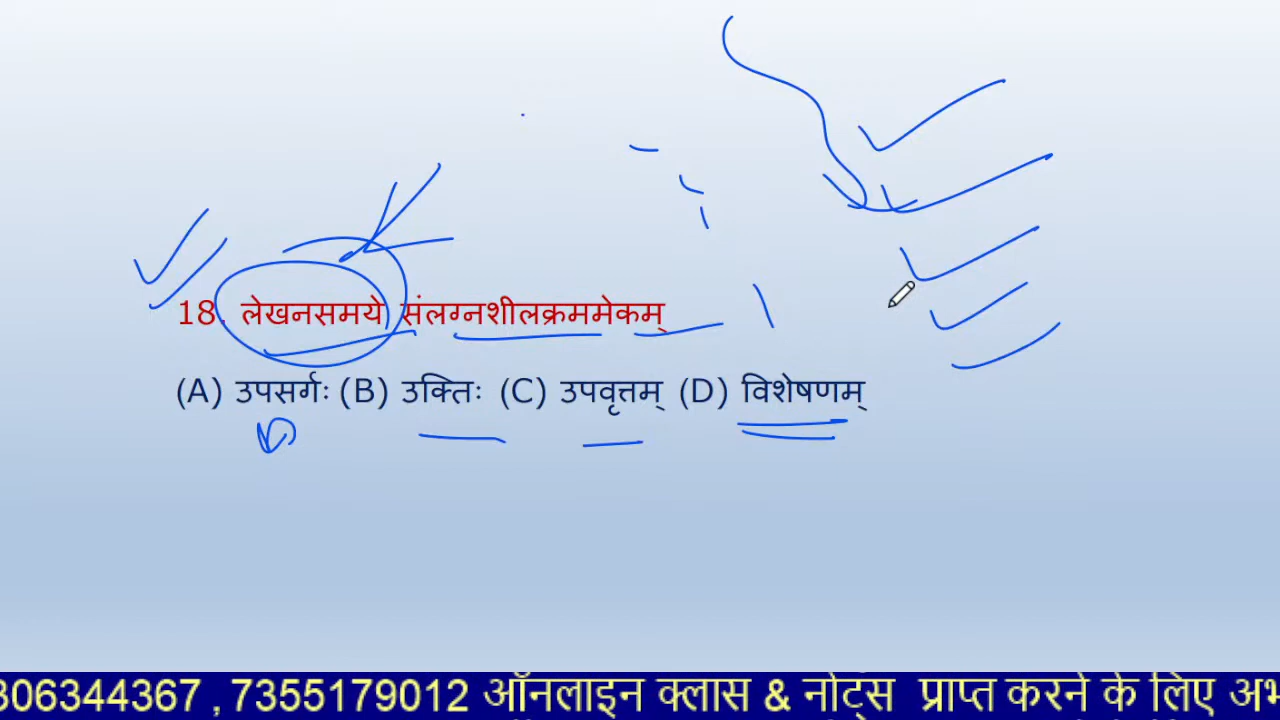 18. लेखनसमये संलग्नशीलक्रममेकम्
(A) उपसर्गः (B) उक्तिः (C) उपवृत्तम् (D) विशेषणम्
306344367 , 7355179012 ऑनलाइन क्लास & नोट्स प्राप्त करने के लिए अभ